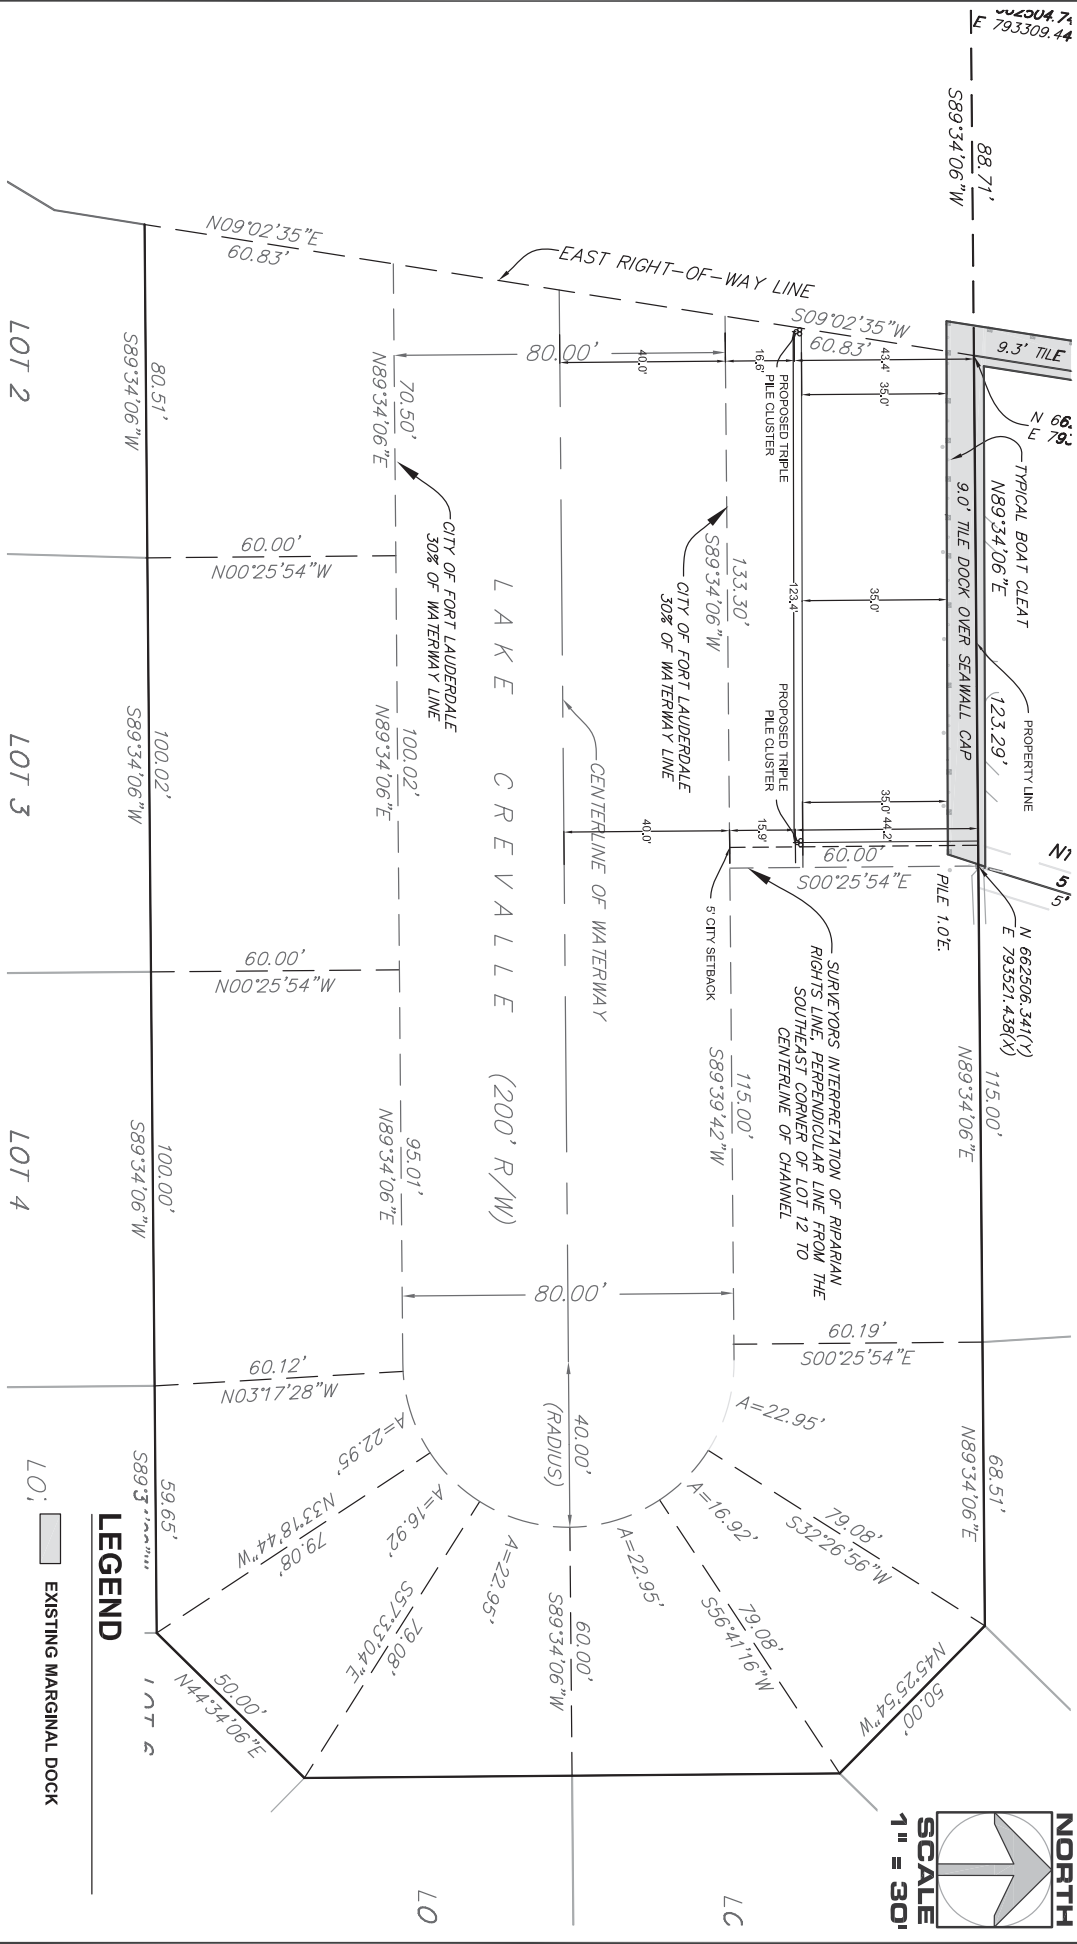 E 793309.44
88.71'
S89°34'06"W
N09°02'35"E
60.83'
EAST RIGHT-OF-WAY LINE
S09°02'35"W
60.83'
9.3' TILE
TYPICAL BOAT CLEAT
N89°34'06"E
9.0' TILE DOCK OVER SEAWALL CAP
(123.29')
PROPERTY LINE
43.4'
35.0'
35.0'
35.0'
44.2'
16.6'
15.9'
40.0'
40.0'
123.4'
PROPOSED TRIPLE
PILE CLUSTER
PROPOSED TRIPLE
PILE CLUSTER
80.00'
133.30'
S89°34'06"W
CITY OF FORT LAUDERDALE
30% OF WATERWAY LINE
70.50'
N89°34'06"E
CITY OF FORT LAUDERDALE
30% OF WATERWAY LINE
LAKE CREVALLE (200' R/W)
CENTERLINE OF WATERWAY
60.00'
S00°25'54"E
PILE 1.0'E.
5' CITY SETBACK
N 662506.341(Y)
E 793521.438(X)
SURVEYORS INTERPRETATION OF RIPARIAN
RIGHTS LINE, PERPENDICULAR LINE FROM THE
SOUTHEAST CORNER OF LOT 12 TO
CENTERLINE OF CHANNEL
115.00'
N89°34'06"E
115.00'
S89°39'42"W
100.02'
N89°34'06"E
95.01'
N89°34'06"E
60.00'
N00°25'54"W
60.00'
N00°25'54"W
80.51'
S89°34'06"W
100.02'
S89°34'06"W
100.00'
S89°34'06"W
59.65'
LOT 2
LOT 3
LOT 4
80.00'
60.19'
S00°25'54"E
60.12'
N03°17'28"W
68.51'
N89°34'06"E
40.00'
(RADIUS)
A=22.95'
A=16.92'
A=22.95'
A=22.95'
A=16.92'
A=22.95'
79.08'
S32°26'56"W
79.08'
S56°41'16"W
60.00'
S89°34'06"W
79.08'
S57°33'04"E
79.08'
N33°18'44"W
50.00'
N45°25'54"W
50.00'
N44°34'06"E
LEGEND
EXISTING MARGINAL DOCK
NORTH
SCALE
1" = 30'